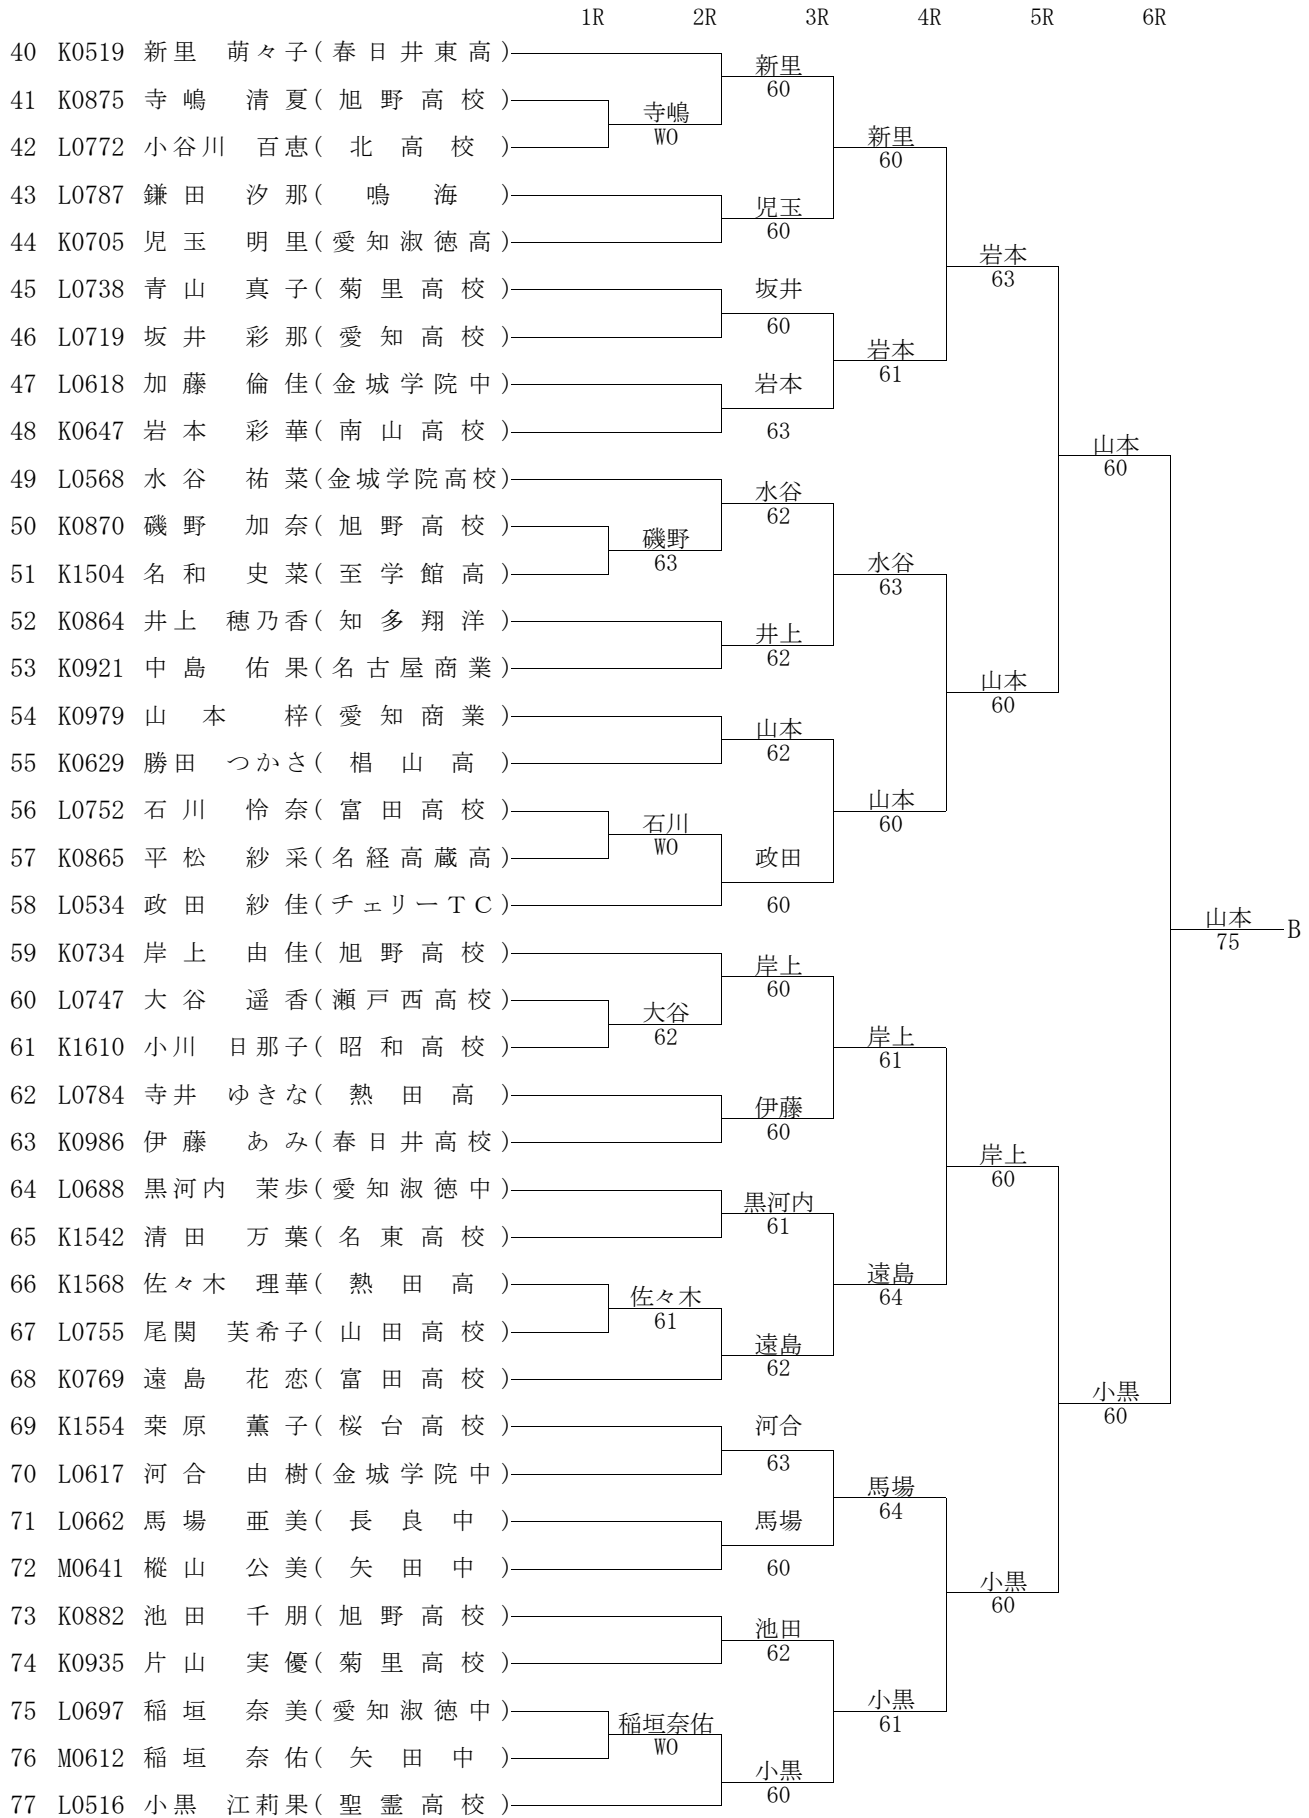 1R 2R 3R 4R 5R 6R
40 K0519 新里 萌々子(春日井東高)
新里
60
41 K0875 寺嶋 清夏(旭野高校)
寺嶋
WO
42 L0772 小谷川 百恵(北高校)
新里
60
43 L0787 鎌田 汐那(鳴海)
児玉
60
44 K0705 児玉 明里(愛知淑徳高)
岩本
63
45 L0738 青山 真子(菊里高校)
坂井
60
46 L0719 坂井 彩那(愛知高校)
岩本
61
47 L0618 加藤 倫佳(金城学院中)
岩本
63
48 K0647 岩本 彩華(南山高校)
山本
60
49 L0568 水谷 祐菜(金城学院高校)
水谷
62
50 K0870 磯野 加奈(旭野高校)
磯野
63
51 K1504 名和 史菜(至学館高)
水谷
63
52 K0864 井上 穂乃香(知多翔洋)
井上
62
53 K0921 中島 佑果(名古屋商業)
山本
60
54 K0979 山本 梓(愛知商業)
山本
62
55 K0629 勝田 つかさ(椙山高)
山本
60
56 L0752 石川 怜奈(富田高校)
石川
WO
57 K0865 平松 紗采(名経高蔵高)
政田
60
58 L0534 政田 紗佳(チェリーTC)
山本
75
B
59 K0734 岸上 由佳(旭野高校)
岸上
60
60 L0747 大谷 遥香(瀬戸西高校)
大谷
62
61 K1610 小川 日那子(昭和高校)
岸上
61
62 L0784 寺井 ゆきな(熱田高)
伊藤
60
63 K0986 伊藤 あみ(春日井高校)
岸上
60
64 L0688 黒河内 茉歩(愛知淑徳中)
黒河内
61
65 K1542 清田 万葉(名東高校)
遠島
64
66 K1568 佐々木 理華(熱田高)
佐々木
61
67 L0755 尾関 芙希子(山田高校)
遠島
62
68 K0769 遠島 花恋(富田高校)
小黒
60
69 K1554 桒原 薫子(桜台高校)
河合
63
70 L0617 河合 由樹(金城学院中)
馬場
64
71 L0662 馬場 亜美(長良中)
馬場
60
72 M0641 樅山 公美(矢田中)
小黒
60
73 K0882 池田 千朋(旭野高校)
池田
62
74 K0935 片山 実優(菊里高校)
小黒
61
75 L0697 稲垣 奈美(愛知淑徳中)
稲垣奈佑
WO
76 M0612 稲垣 奈佑(矢田中)
小黒
60
77 L0516 小黒 江莉果(聖霊高校)